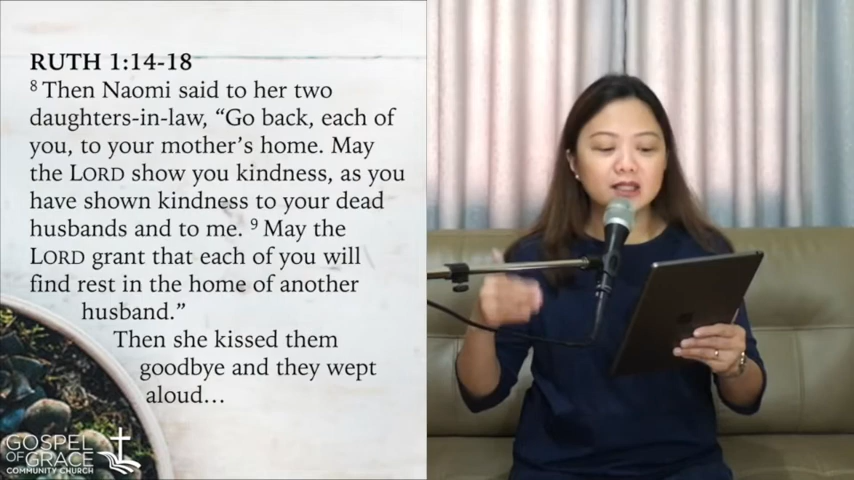 RUTH 1:14-18
8 Then Naomi said to her two
daughters-in-law, “Go back, each of
you, to your mother’s home. May
the LORD show you kindness, as you
have shown kindness to your dead
husbands and to me. 9 May the
LORD grant that each of you will
find rest in the home of another
husband.”
Then she kissed them
goodbye and they wept
aloud…
GOSPEL
OF GRACE
COMMUNITY CHURCH